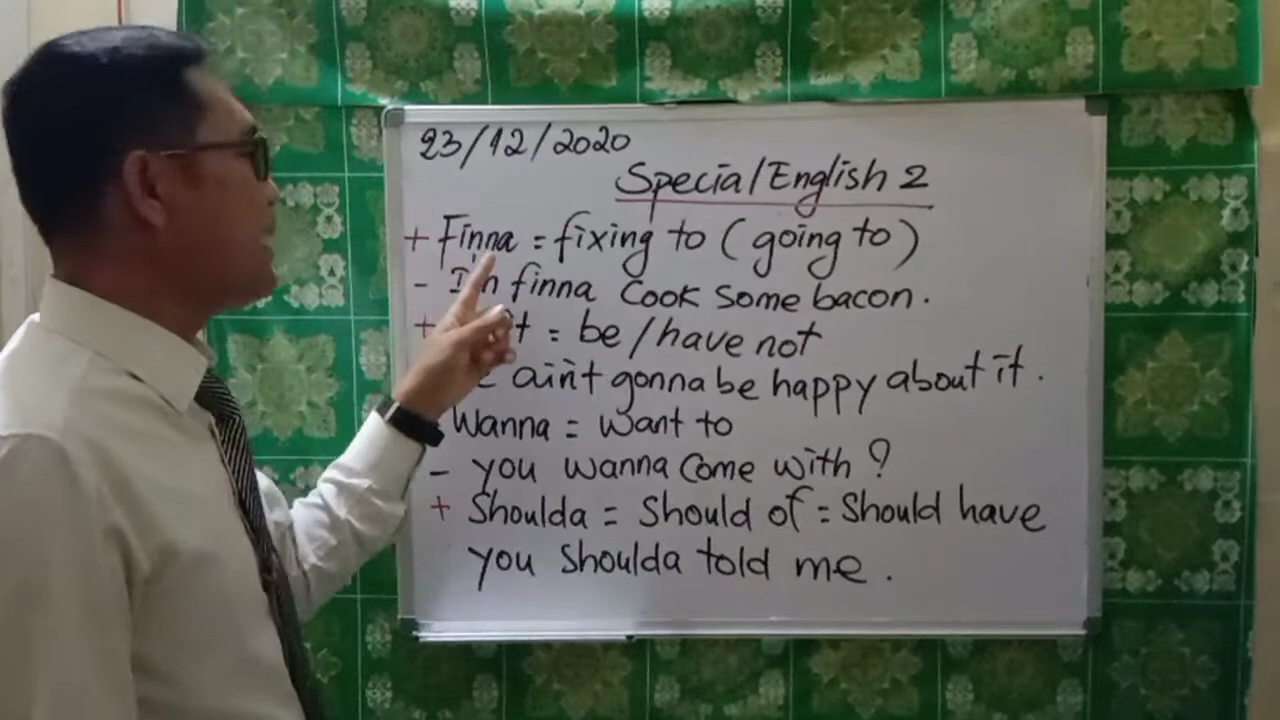 23/12/2020
Special English 2
+ Finna = fixing to (going to)
- I'm finna cook some bacon.
+ = be / have not
ain't gonna be happy about it.
Wanna = want to
- you wanna come with?
+ Shoulda = Should of = Should have
you shoulda told me.